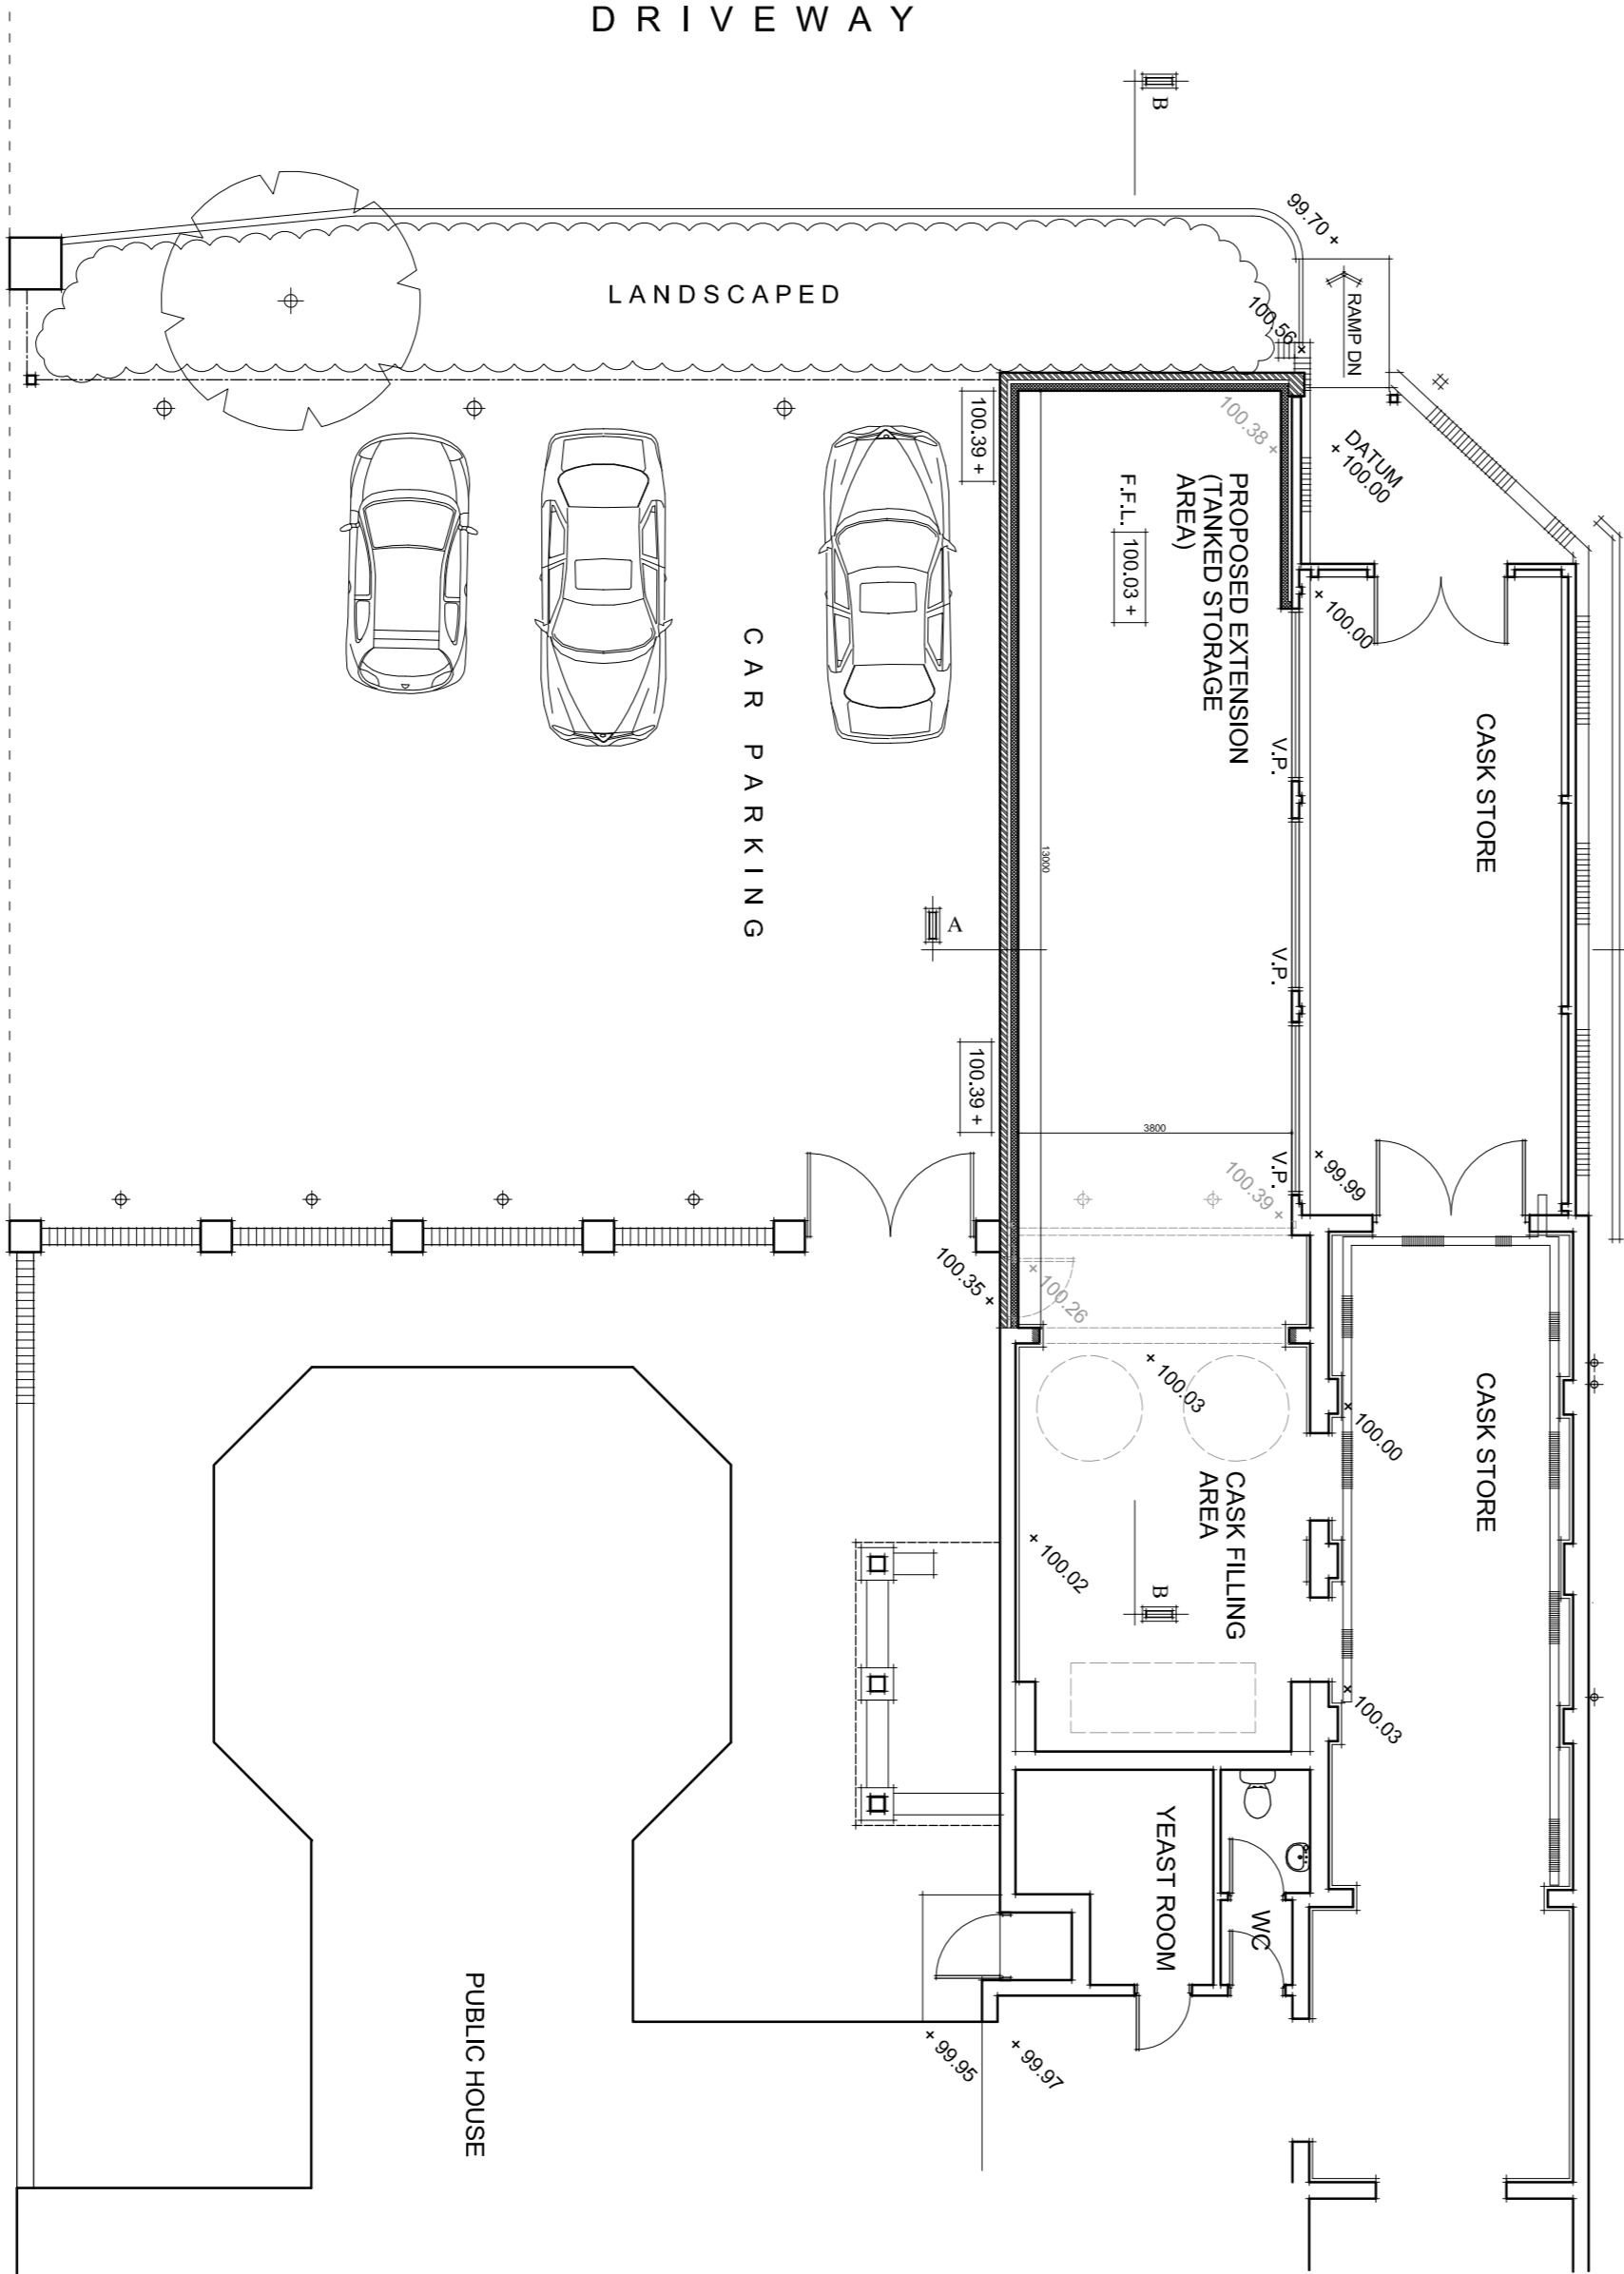 DRIVEWAY
B
99.70
RAMP DN
LANDSCAPED
100.56
100.39 +
100.38
DATUM
100.00
PROPOSED EXTENSION
(TANKED STORAGE
AREA)
F.F.L. 100.03 +
100.00
CAR PARKING
CASK STORE
V.P.
13000
A
V.P.
100.39 +
3800
V.P.
99.99
100.39
100.35
100.26
100.03
100.00
CASK STORE
CASK FILLING
AREA
100.02
B
100.03
YEAST ROOM
WC
PUBLIC HOUSE
99.95
99.97